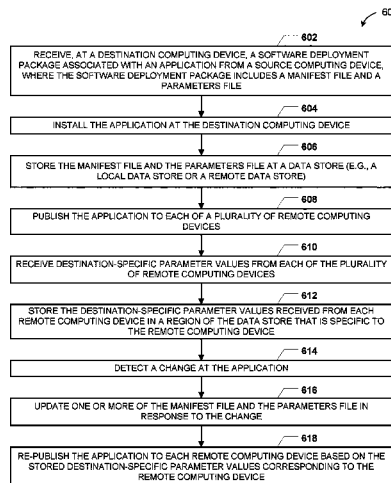 60
602
RECEIVE, AT A DESTINATION COMPUTING DEVICE, A SOFTWARE DEPLOYMENT
PACKAGE ASSOCIATED WITH AN APPLICATION FROM A SOURCE COMPUTING DEVICE,
WHERE THE SOFTWARE DEPLOYMENT PACKAGE INCLUDES A MANIFEST FILE AND A
PARAMETERS FILE
604
INSTALL THE APPLICATION AT THE DESTINATION COMPUTING DEVICE
606
STORE THE MANIFEST FILE AND THE PARAMETERS FILE AT A DATA STORE (E.G., A
LOCAL DATA STORE OR A REMOTE DATA STORE)
608
PUBLISH THE APPLICATION TO EACH OF A PLURALITY OF REMOTE COMPUTING
DEVICES
610
RECEIVE DESTINATION-SPECIFIC PARAMETER VALUES FROM EACH OF THE PLURALITY
OF REMOTE COMPUTING DEVICES
612
STORE THE DESTINATION-SPECIFIC PARAMETER VALUES RECEIVED FROM EACH
REMOTE COMPUTING DEVICE IN A REGION OF THE DATA STORE THAT IS SPECIFIC TO
THE REMOTE COMPUTING DEVICE
614
DETECT A CHANGE AT THE APPLICATION
616
UPDATE ONE OR MORE OF THE MANIFEST FILE AND THE PARAMETERS FILE IN
RESPONSE TO THE CHANGE
618
RE-PUBLISH THE APPLICATION TO EACH REMOTE COMPUTING DEVICE BASED ON THE
STORED DESTINATION-SPECIFIC PARAMETER VALUES CORRESPONDING TO THE
REMOTE COMPUTING DEVICE